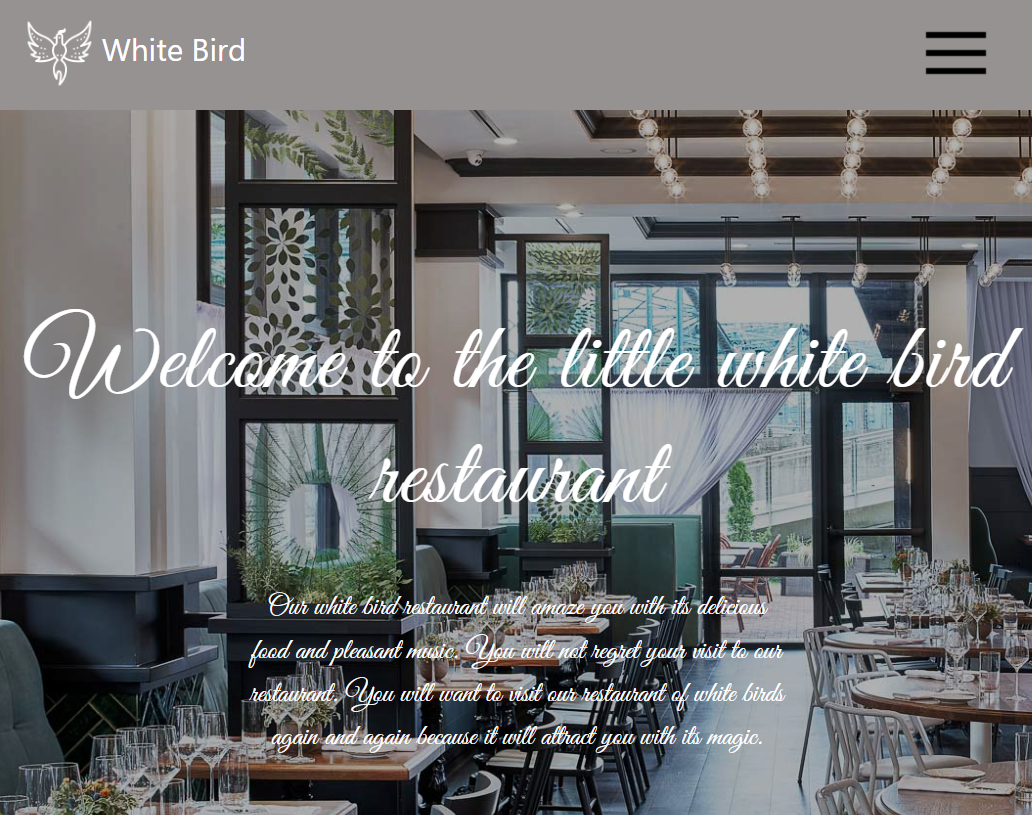 White Bird
Welcome to the little white bird
restaurant
Our white bird restaurant will amaze you with its delicious
food and pleasant music. You will not regret your visit to our
restaurant. You will want to visit our restaurant of white birds
again and again because it will attract you with its magic.